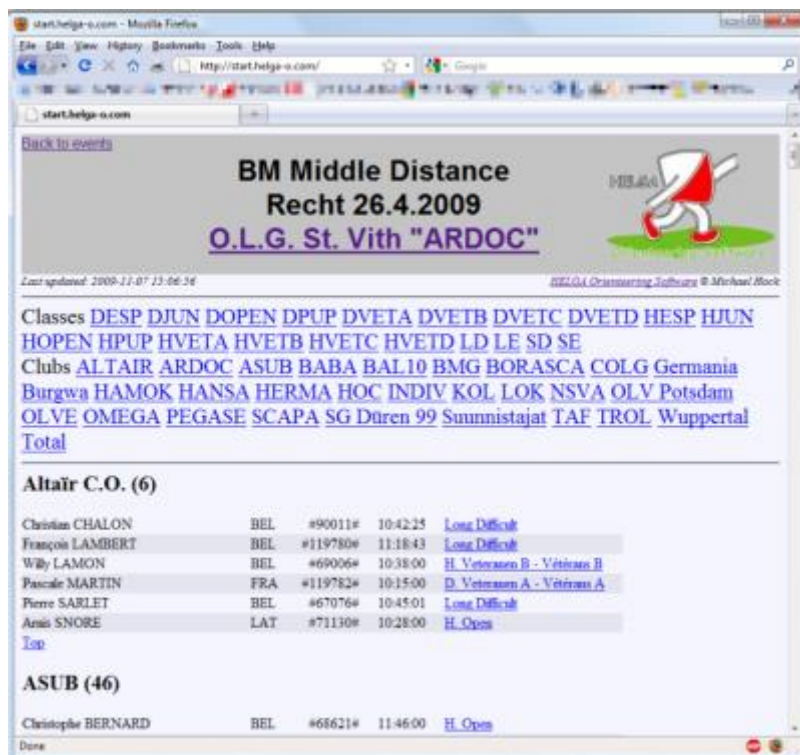 start.helga-o.com - Mozilla Firefox
File Edit View History Bookmarks Tools Help
http://start.helga-o.com/
Google
start.helga-o.com
Back to events
BM Middle Distance
Recht 26.4.2009
O.L.G. St. Vith "ARDOC"
HELGA
Last updated: 2009-11-07 15:06:56
HELGA Orienteering Software © Michael Hock
Classes DESP DJUN DOPEN DPUP DVETA DVETB DVETC DVETD HESP HJUN
HOPEN HPUP HVETA HVETB HVETC HVETD LD LE SD SE
Clubs ALTAIR ARDOC ASUB BABA BAL10 BMG BORASCA COLG Germania
Burgwa HAMOK HANSA HERMA HOC INDIV KOL LOK NSVA OLV Potsdam
OLVE OMEGA PEGASE SCAPA SG Düren 99 Suunnistajat TAF TROL Wuppertal
Total
Altaïr C.O. (6)
Christian CHALON BEL #90011# 10:42:25 Long Difficult
François LAMBERT BEL #119780# 11:18:43 Long Difficult
Willy LAMON BEL #69006# 10:38:00 H. Veteranen B - Vétérans B
Pascale MARTIN FRA #119782# 10:15:00 D. Veteranen A - Vétérans A
Pierre SARLET BEL #67076# 10:45:01 Long Difficult
Arnis SNORE LAT #71130# 10:28:00 H. Open
Top
ASUB (46)
Christophe BERNARD BEL #68621# 11:46:00 H. Open
Done